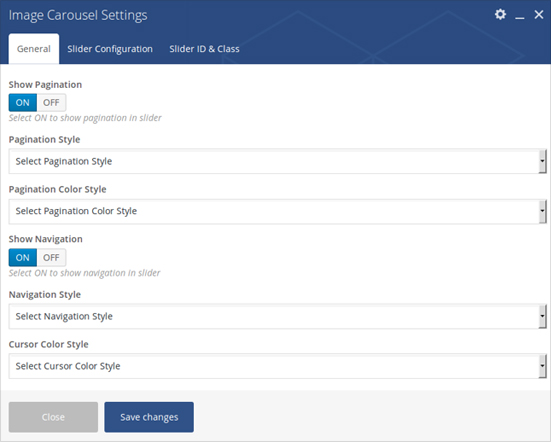 Image Carousel Settings
General Slider Configuration Slider ID & Class
Show Pagination
ON OFF
Select ON to show pagination in slider
Pagination Style
Select Pagination Style
Pagination Color Style
Select Pagination Color Style
Show Navigation
ON OFF
Select ON to show navigation in slider
Navigation Style
Select Navigation Style
Cursor Color Style
Select Cursor Color Style
Close Save changes